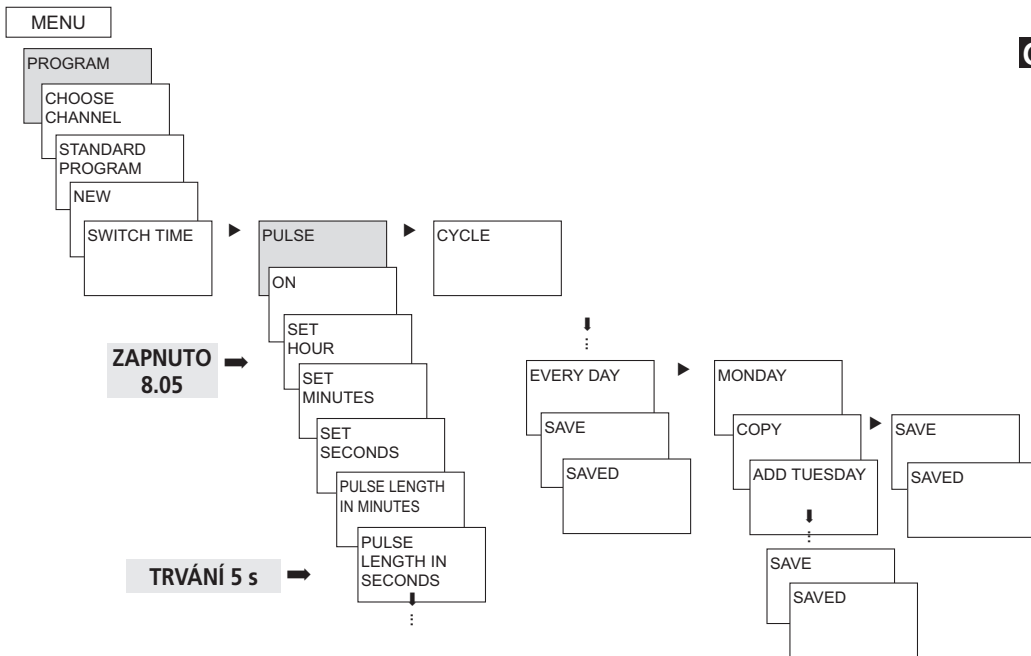 MENU
PROGRAM
CHOOSE
CHANNEL
STANDARD
PROGRAM
NEW
SWITCH TIME
PULSE
CYCLE
ON
SET
HOUR
ZAPNUTO
8.05
SET
MINUTES
SET
SECONDS
PULSE LENGTH
IN MINUTES
PULSE
LENGTH IN
SECONDS
TRVÁNÍ 5 s
EVERY DAY
SAVE
SAVED
MONDAY
COPY
ADD TUESDAY
SAVE
SAVED
SAVE
SAVED